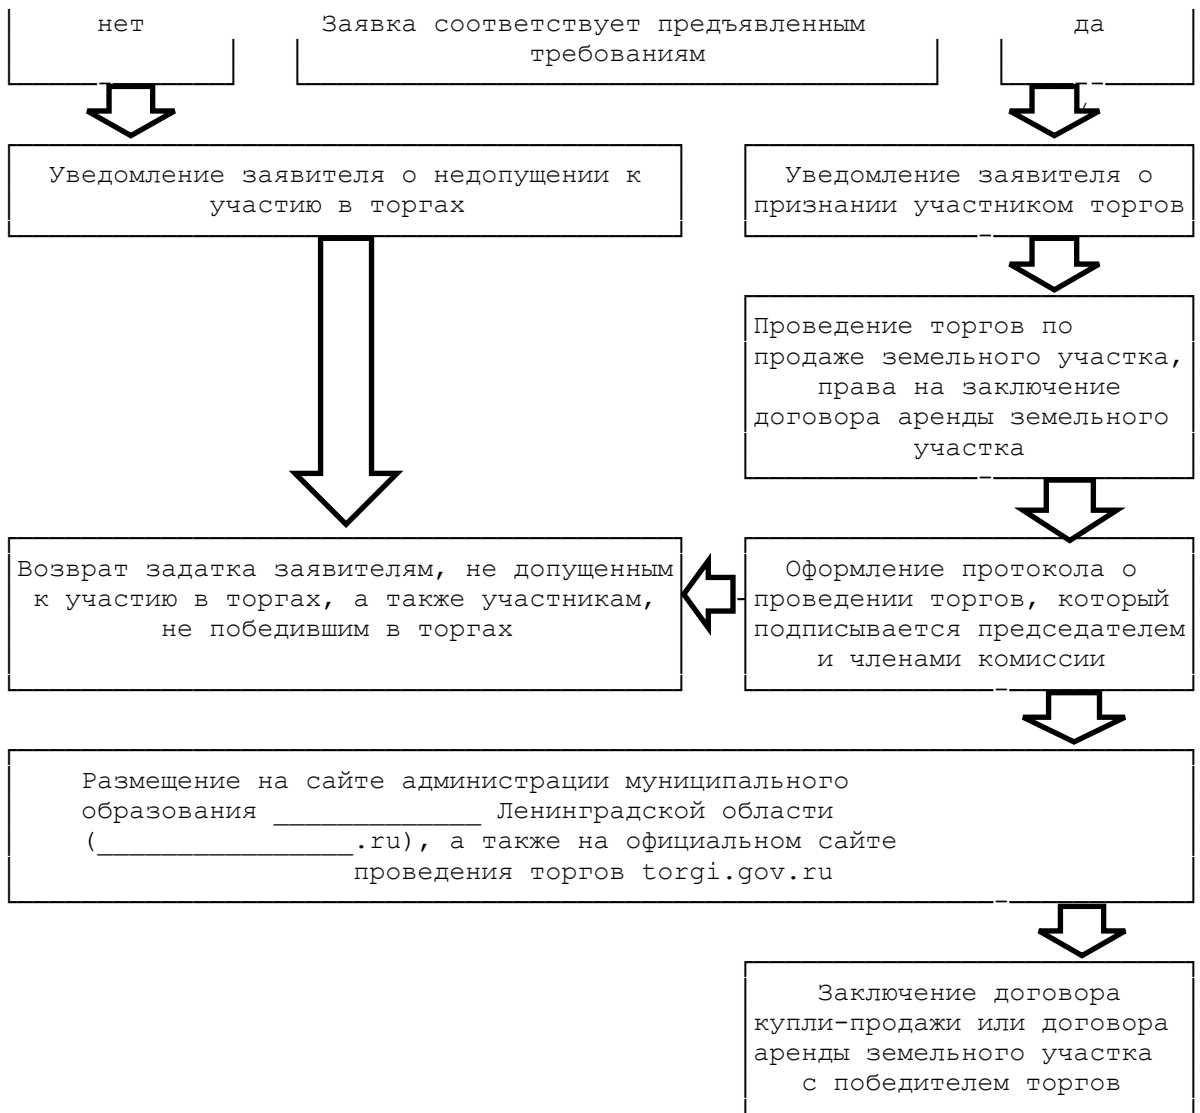 нет
Заявка соответствует предъявленным
требованиям
да
Уведомление заявителя о недопущении к
участию в торгах
Уведомление заявителя о
признании участником торгов
Проведение торгов по
продаже земельного участка,
права на заключение
договора аренды земельного
участка
Возврат задатка заявителям, не допущенным
к участию в торгах, а также участникам,
не победившим в торгах
Оформление протокола о
проведении торгов, который
подписывается председателем
и членами комиссии
Размещение на сайте администрации муниципального
образования _____________ Ленинградской области
(________________.ru), а также на официальном сайте
проведения торгов torgi.gov.ru
Заключение договора
купли-продажи или договора
аренды земельного участка
с победителем торгов